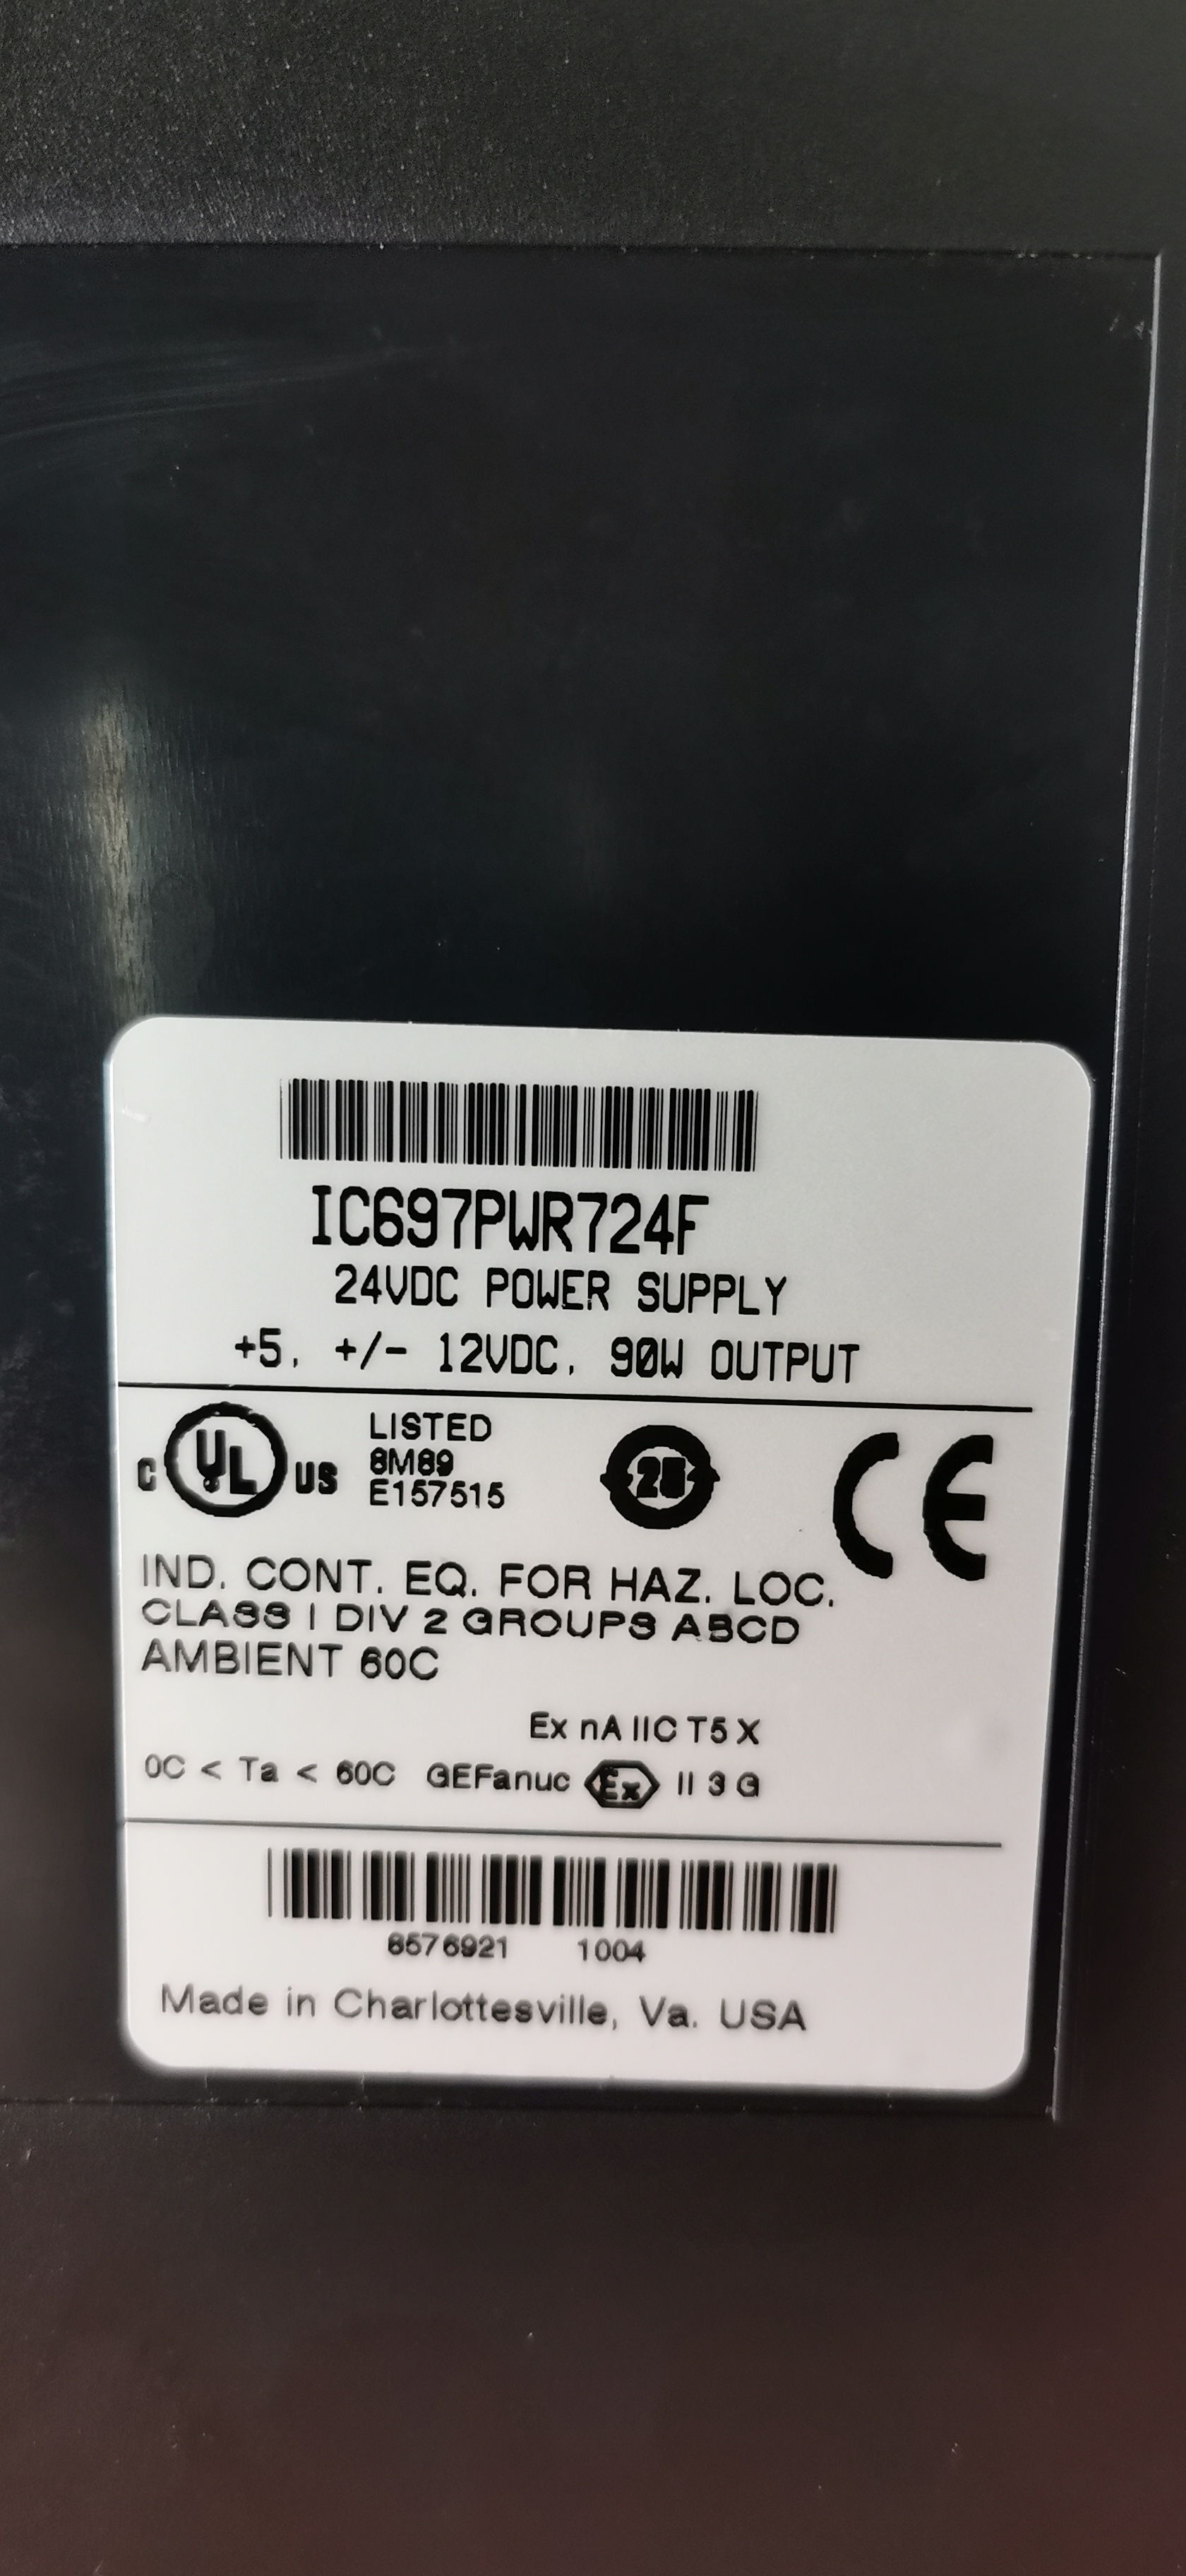 IC697PWR724F
24VDC POWER SUPPLY
+5, +/- 12VDC, 90W OUTPUT
C UL US
LISTED
8M89
E157515
25
CE
IND. CONT. EQ. FOR HAZ. LOC.
CLASS I DIV 2 GROUPS ABCD
AMBIENT 60C
Ex nA IIC T5 X
0C < Ta < 60C GEFanuc Ex II 3 G
8576921 1004
Made in Charlottesville, Va. USA